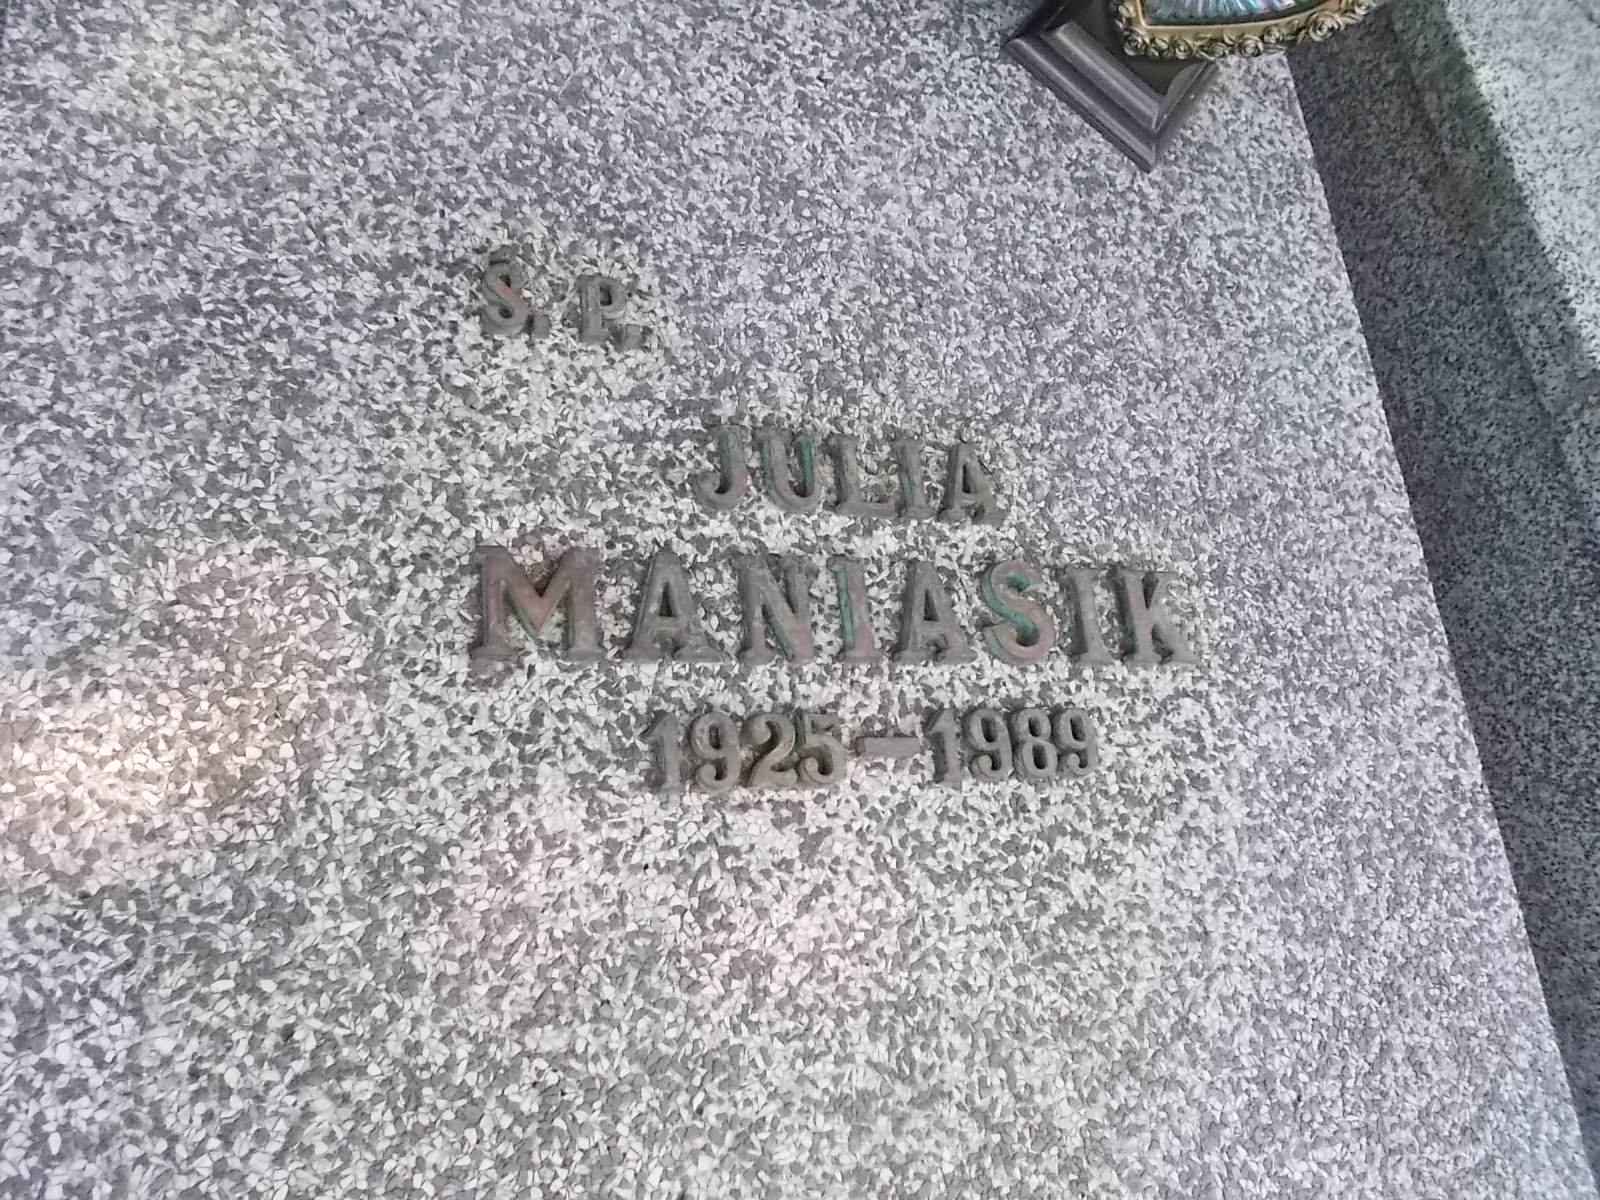 Ś. P.
JULIA
MANIASIK
1925-1989